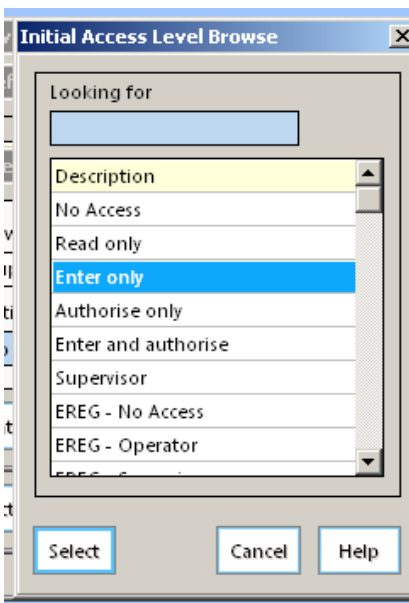 Initial Access Level Browse
Looking for
Description
No Access
Read only
Enter only
Authorise only
Enter and authorise
Supervisor
EREG - No Access
EREG - Operator
Select Cancel Help